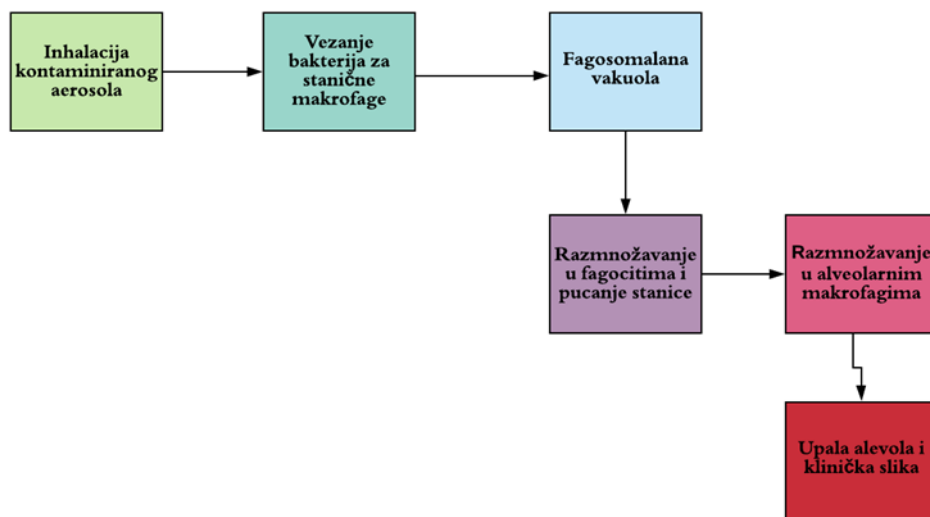 Inhalacija
kontaminiranog
aerosola
Vezanje
bakterija za
stanične
makrofage
Fagosomalana
vakuola
Razmnožavanje
u fagocitima i
pucanje stanice
Razmnožavanje
u alveolarnim
makrofagima
Upala alevola i
klinička slika